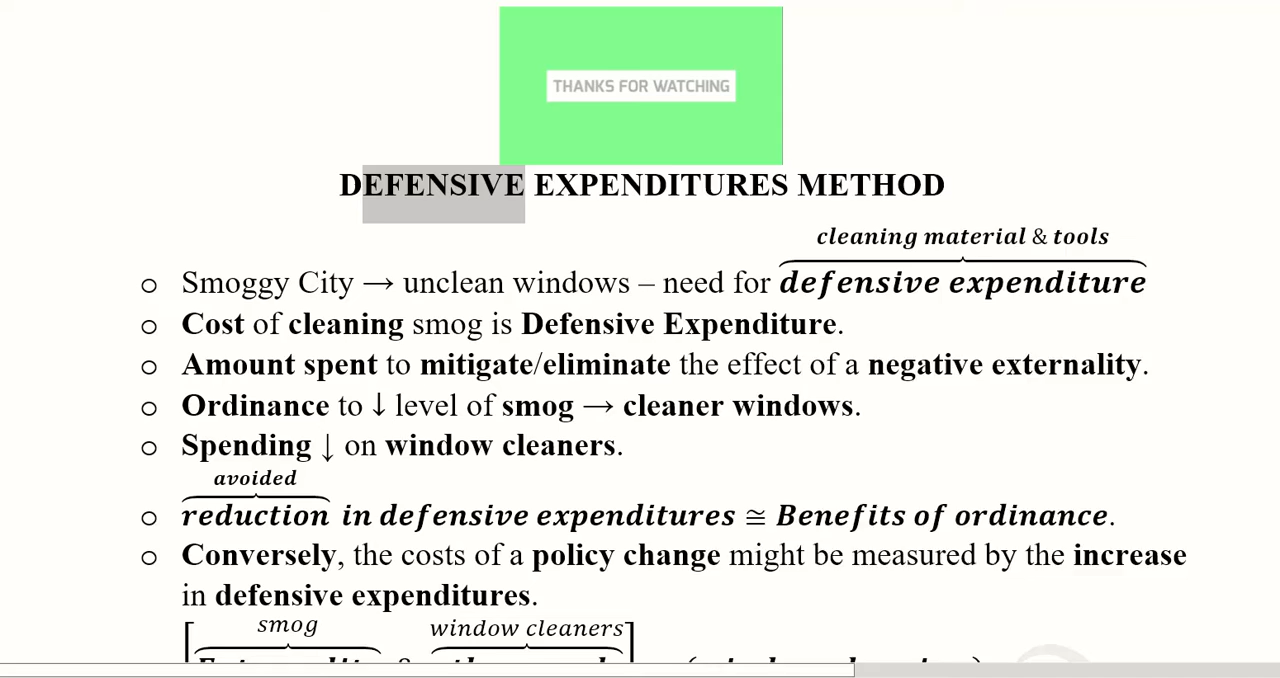 THANKS FOR WATCHING
DEFENSIVE EXPENDITURES METHOD
cleaning material & tools
○ Smoggy City → unclean windows – need for defensive expenditure
○ Cost of cleaning smog is Defensive Expenditure.
○ Amount spent to mitigate/eliminate the effect of a negative externality.
○ Ordinance to ↓ level of smog → cleaner windows.
○ Spending ↓ on window cleaners.
avoided
○ reduction in defensive expenditures ≅ Benefits of ordinance.
○ Conversely, the costs of a policy change might be measured by the increase
in defensive expenditures.
smog window cleaners